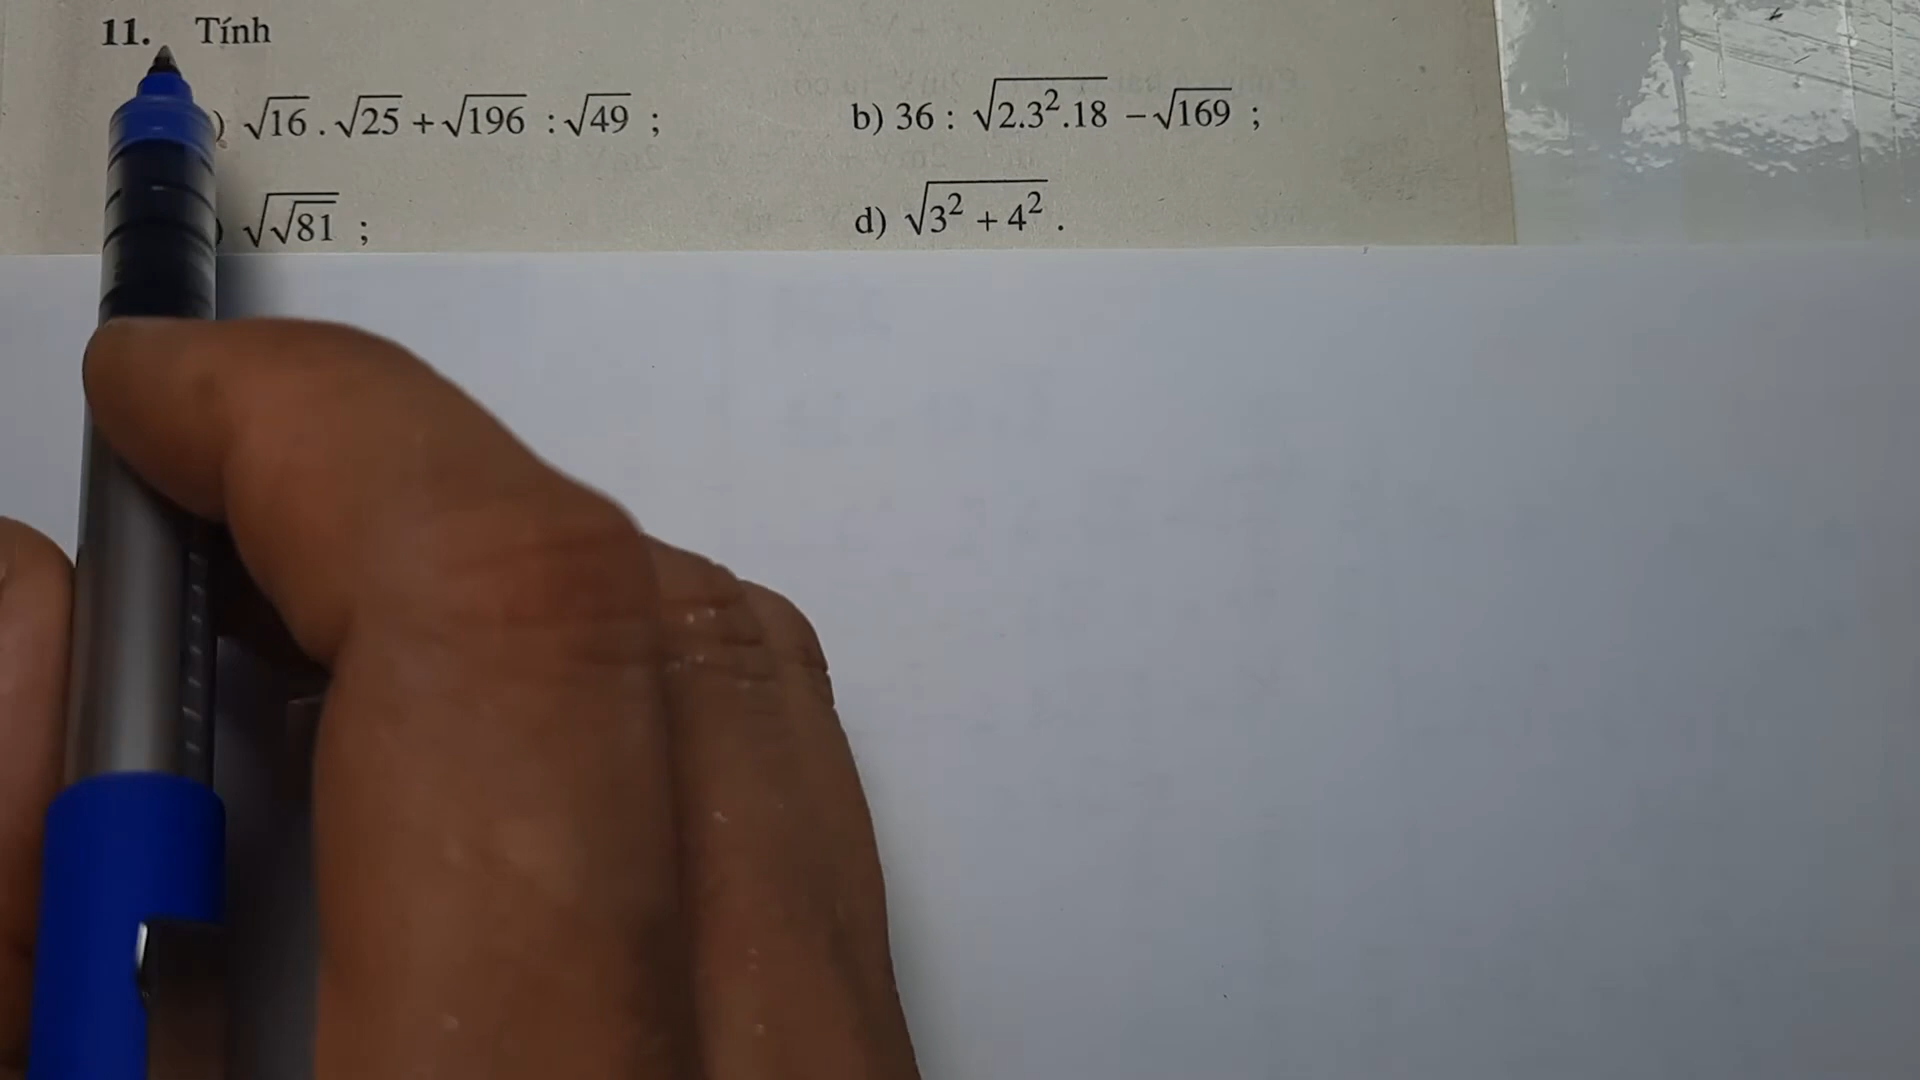 11. Tính
) √16 . √25 + √196 : √49 ; b) 36 : √(2.3².18) – √169 ;
) √√81 ; d) √(3² + 4²) .